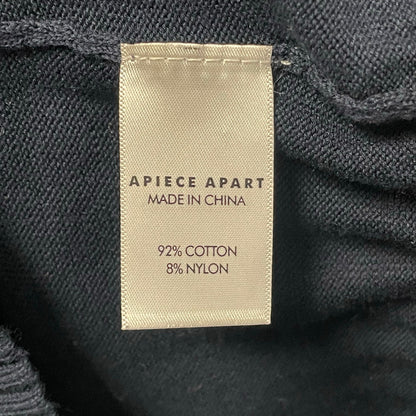 APIECE APART
MADE IN CHINA
92% COTTON
8% NYLON